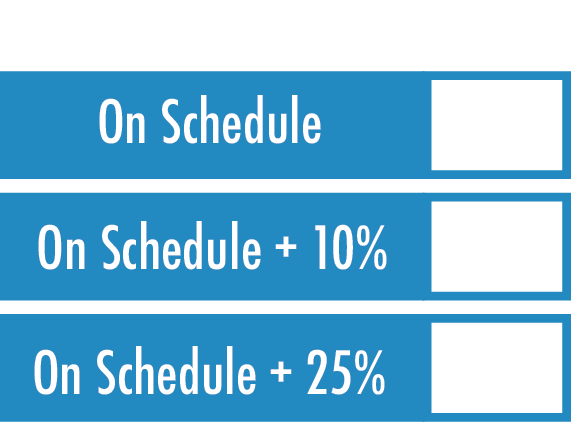 On Schedule
On Schedule + 10%
On Schedule + 25%